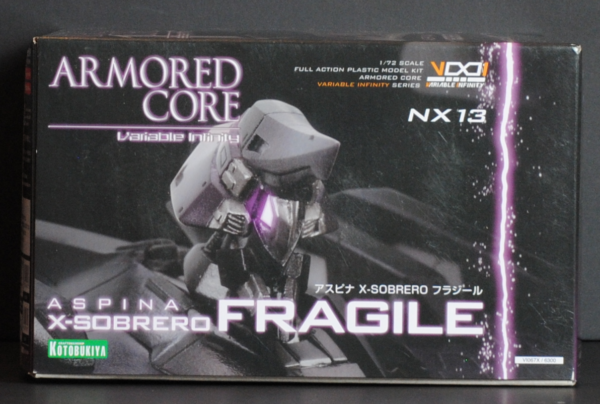 ARMORED
CORE
Variable Infinity
1/72 SCALE
FULL ACTION PLASTIC MODEL KIT
ARMORED CORE
VARIABLE INFINITY SERIES
VARIABLE INFINITY
NX13
アスピナ X-SOBRERO フラジール
ASPINA
X-SOBRERO FRAGILE
KOTOBUKIYA